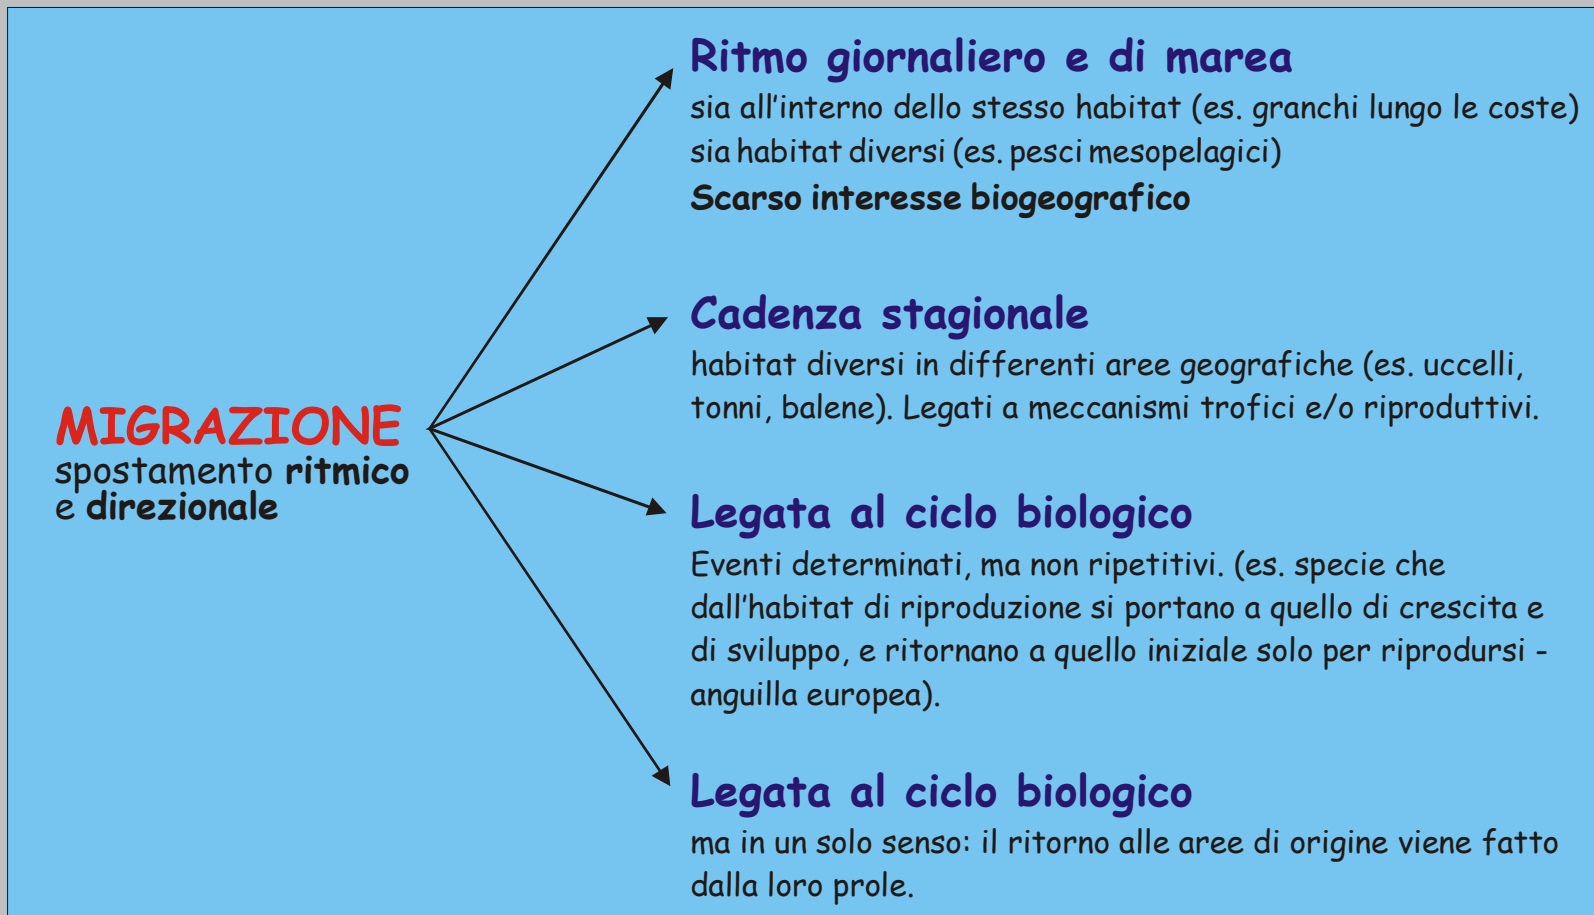 MIGRAZIONE
spostamento ritmico
e direzionale
Ritmo giornaliero e di marea
sia all'interno dello stesso habitat (es. granchi lungo le coste)
sia habitat diversi (es. pesci mesopelagici)
Scarso interesse biogeografico
Cadenza stagionale
habitat diversi in differenti aree geografiche (es. uccelli,
tonni, balene). Legati a meccanismi trofici e/o riproduttivi.
Legata al ciclo biologico
Eventi determinati, ma non ripetitivi. (es. specie che
dall'habitat di riproduzione si portano a quello di crescita e
di sviluppo, e ritornano a quello iniziale solo per riprodursi -
anguilla europea).
Legata al ciclo biologico
ma in un solo senso: il ritorno alle aree di origine viene fatto
dalla loro prole.